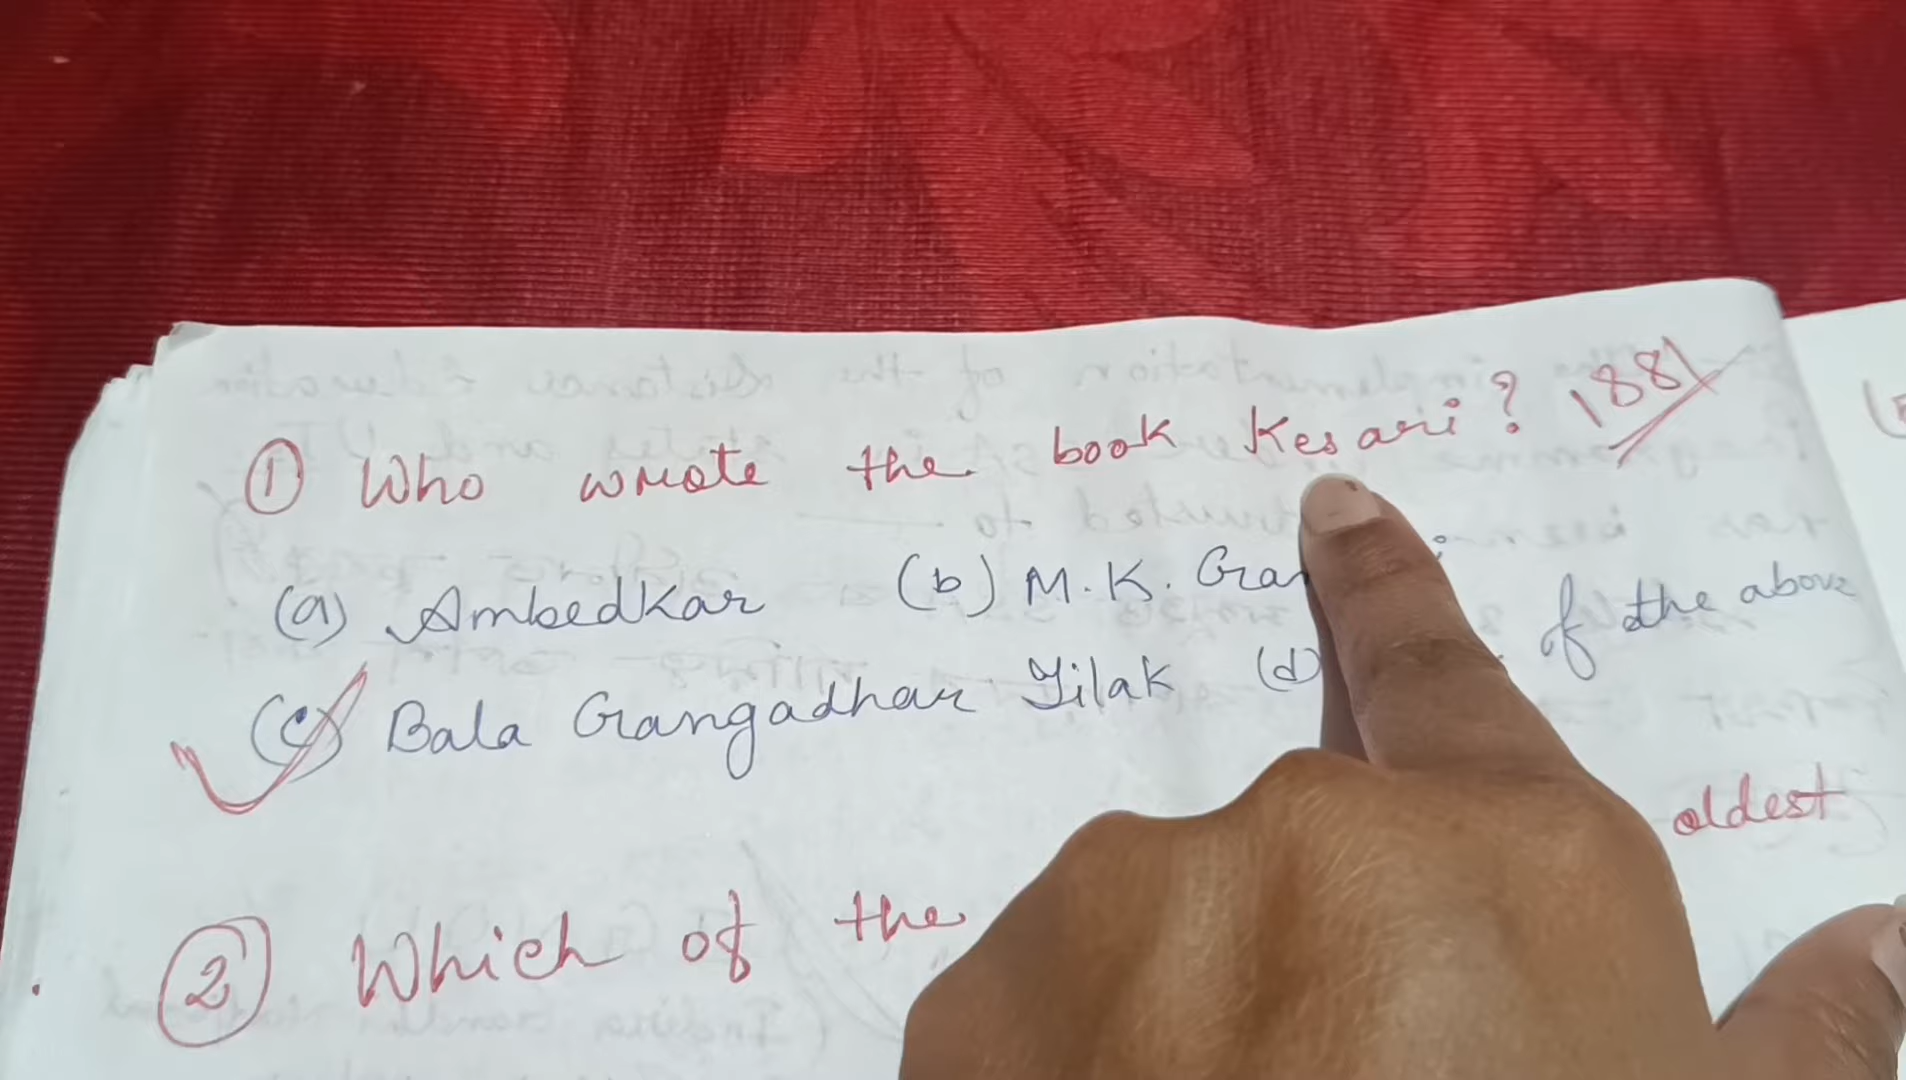 ① Who wrote the book Kesari? 1881
(a) Ambedkar (b) M.K.
(c) Bala Gangadhar Tilak (d) of the above
oldest
② Which of the